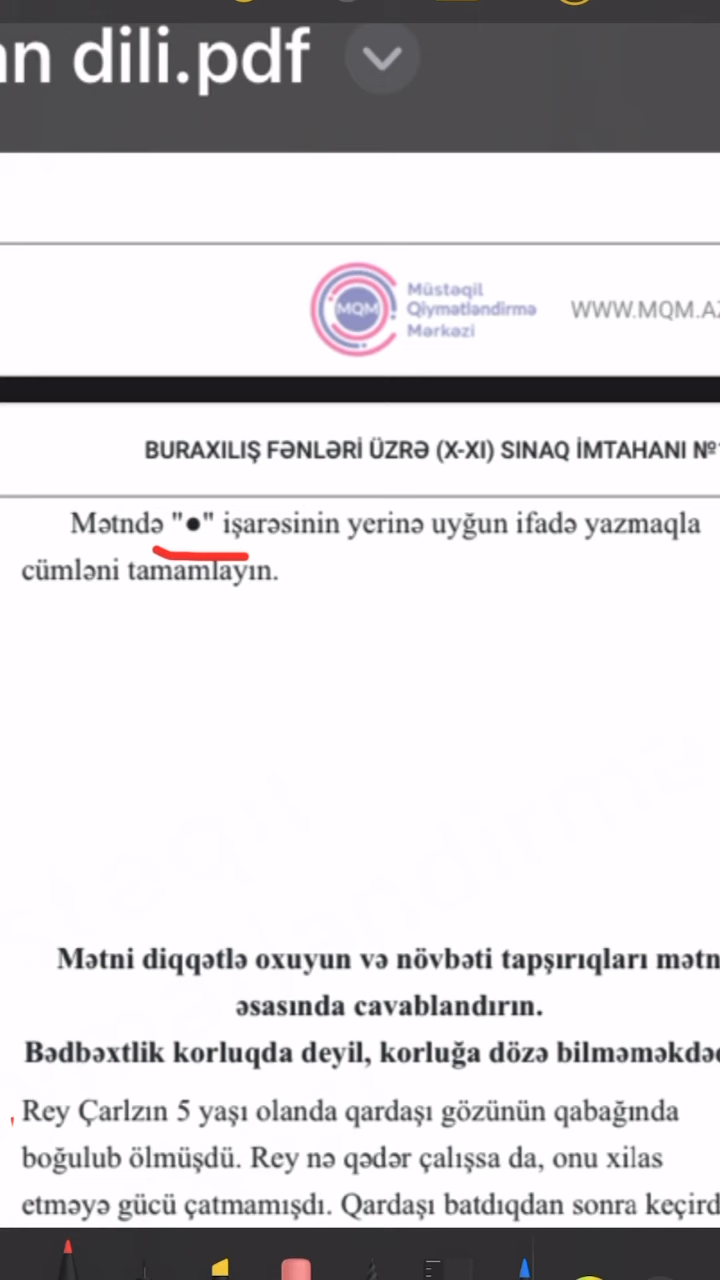 an dili.pdf
MQM
Müstəqil
Qiymətləndirmə
Mərkəzi
WWW.MQM.AZ
BURAXILIŞ FƏNLƏRİ ÜZRƏ (X-XI) SINAQ İMTAHANI №
Mətndə "●" işarəsinin yerinə uyğun ifadə yazmaqla
cümləni tamamlayın.
Mətni diqqətlə oxuyun və növbəti tapşırıqları mətn
əsasında cavablandırın.
Bədbəxtlik korluqda deyil, korluğa dözə bilməməkdə
Rey Çarlzın 5 yaşı olanda qardaşı gözünün qabağında
boğulub ölmüşdü. Rey nə qədər çalışsa da, onu xilas
etməyə gücü çatmamışdı. Qardaşı batdıqdan sonra keçird